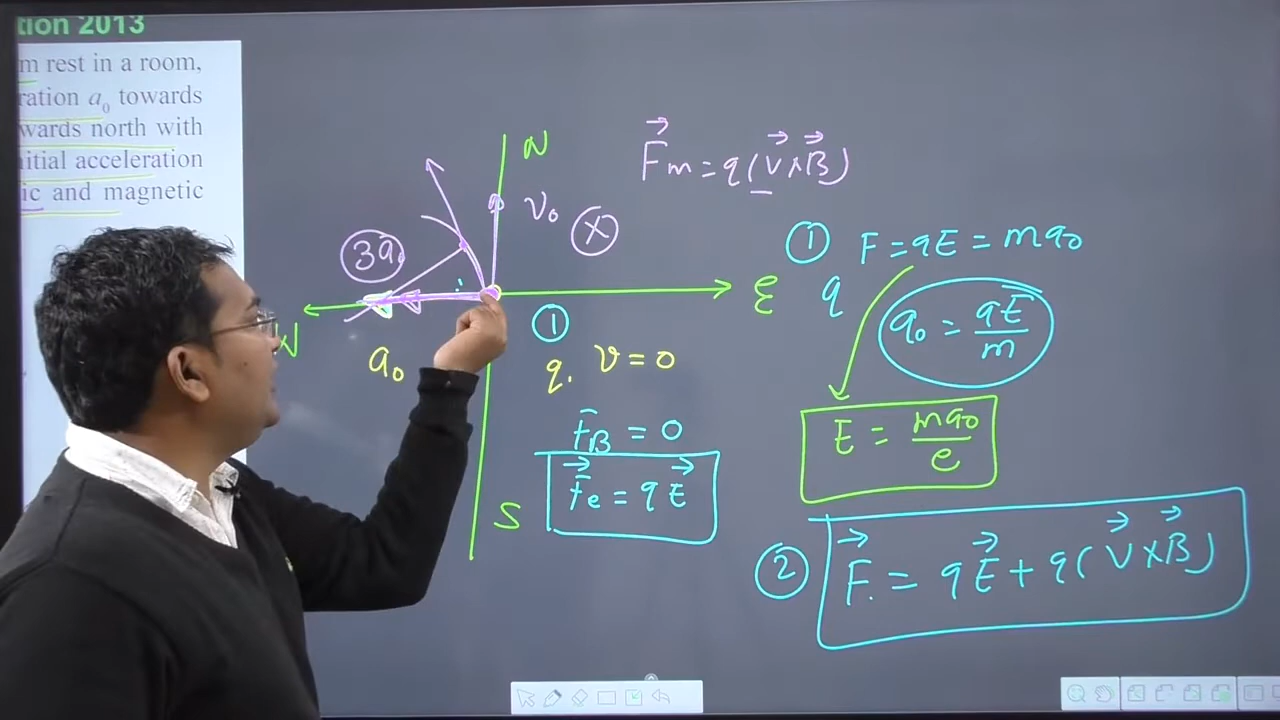 tion 2013
m rest in a room,
ration a₀ towards
wards north with
itial acceleration
ic and magnetic
N
v₀ (X)
3a₀
W
E
S
a₀
①
q. v = 0
F⃗m = q(V⃗×B⃗)
F̄B = 0
F⃗e = qE⃗
① F = qE = ma₀
q
a₀ = qE/m
E = ma₀/e
② F⃗. = qE⃗ + q(V⃗×B⃗)